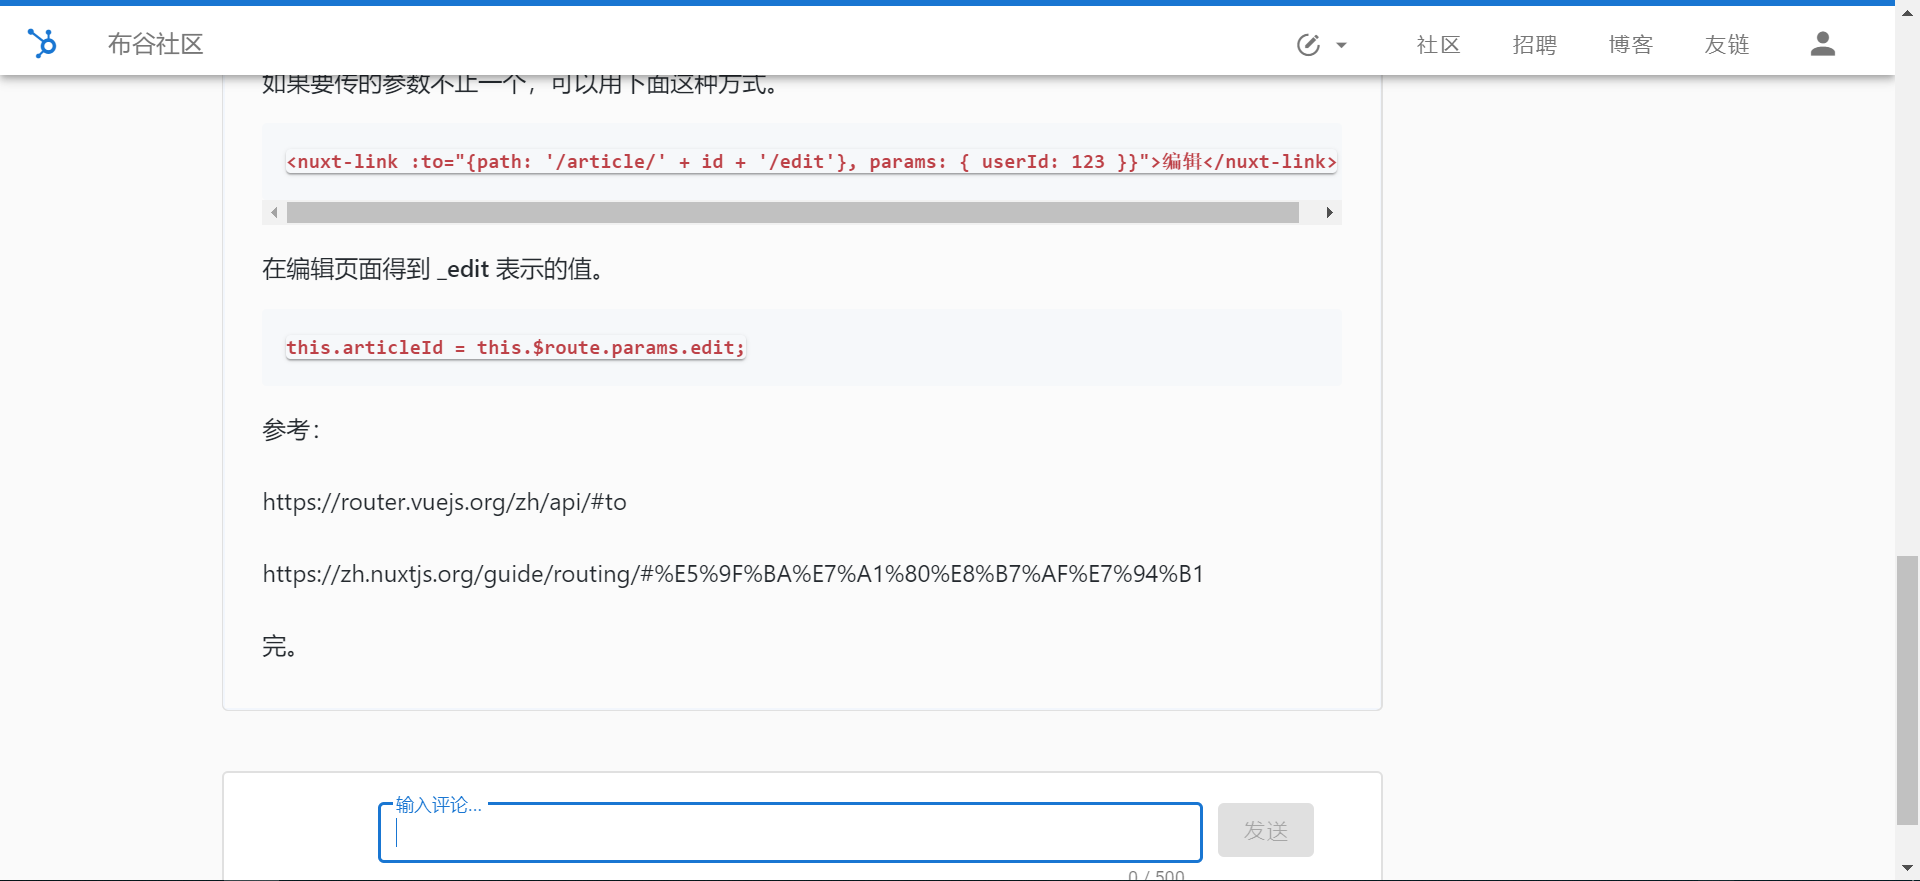 布谷社区
社区
招聘
博客
友链
如果要传的参数不止一个，可以用下面这种方式。
<nuxt-link :to="{path: '/article/' + id + '/edit'}, params: { userId: 123 }}">编辑</nuxt-link>
在编辑页面得到 _edit 表示的值。
this.articleId = this.$route.params.edit;
参考：
https://router.vuejs.org/zh/api/#to
https://zh.nuxtjs.org/guide/routing/#%E5%9F%BA%E7%A1%80%E8%B7%AF%E7%94%B1
完。
输入评论...
发送
0 / 500